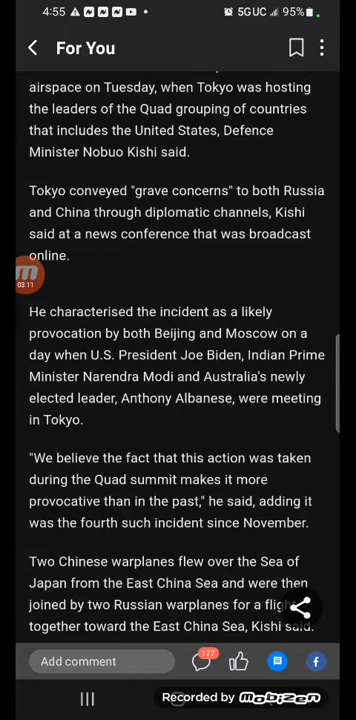 4:55
5GUC 95%
For You
airspace on Tuesday, when Tokyo was hosting
the leaders of the Quad grouping of countries
that includes the United States, Defence
Minister Nobuo Kishi said.
Tokyo conveyed "grave concerns" to both Russia
and China through diplomatic channels, Kishi
said at a news conference that was broadcast
online.
03:11
He characterised the incident as a likely
provocation by both Beijing and Moscow on a
day when U.S. President Joe Biden, Indian Prime
Minister Narendra Modi and Australia's newly
elected leader, Anthony Albanese, were meeting
in Tokyo.
"We believe the fact that this action was taken
during the Quad summit makes it more
provocative than in the past," he said, adding it
was the fourth such incident since November.
Two Chinese warplanes flew over the Sea of
Japan from the East China Sea and were then
joined by two Russian warplanes for a
together toward the East China Sea, Kishi said.
Add comment
177
Recorded by mobizen